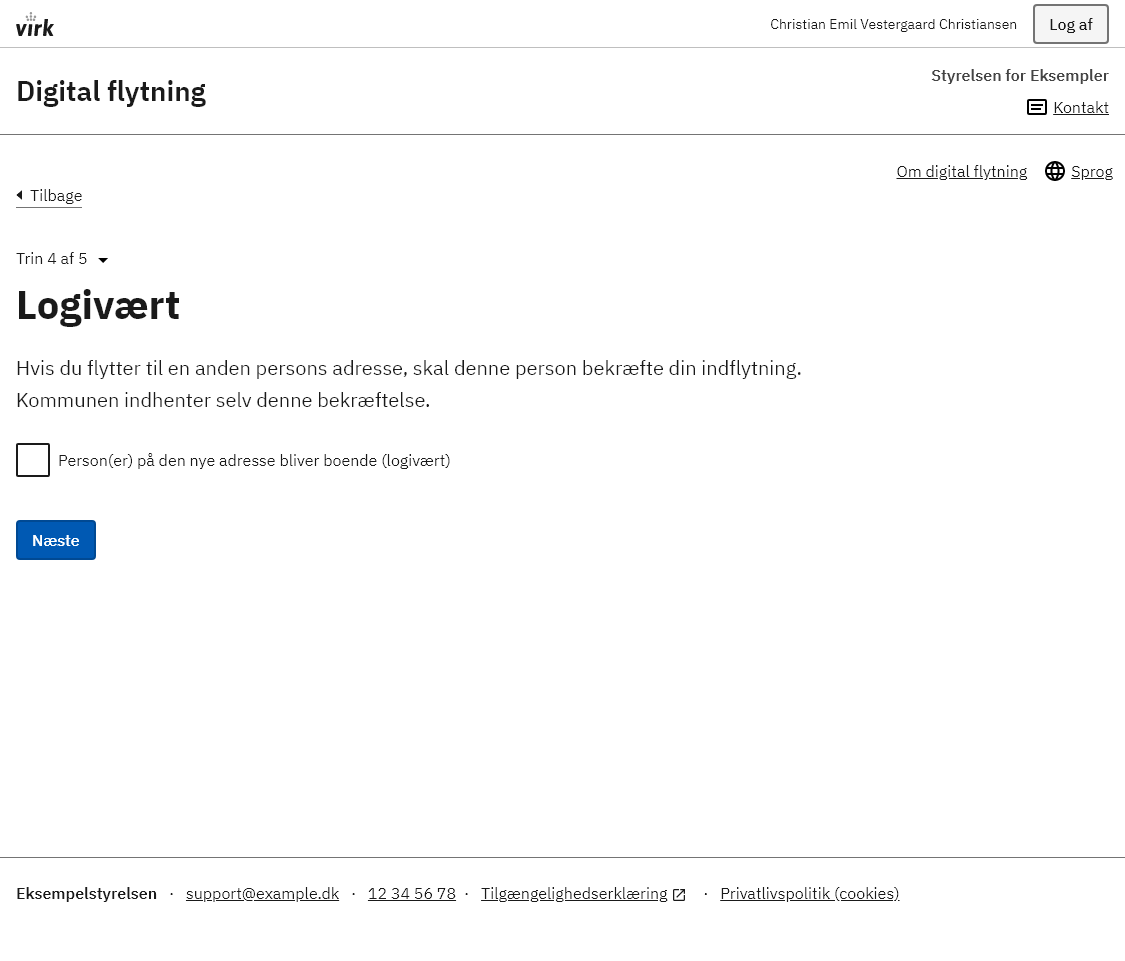 virk
Christian Emil Vestergaard Christiansen
Log af
Digital flytning
Styrelsen for Eksempler
Kontakt
Om digital flytning
Sprog
Tilbage
Trin 4 af 5
Logivært
Hvis du flytter til en anden persons adresse, skal denne person bekræfte din indflytning.
Kommunen indhenter selv denne bekræftelse.
Person(er) på den nye adresse bliver boende (logivært)
Næste
Eksempelstyrelsen · support@example.dk · 12 34 56 78 · Tilgængelighedserklæring · Privatlivspolitik (cookies)